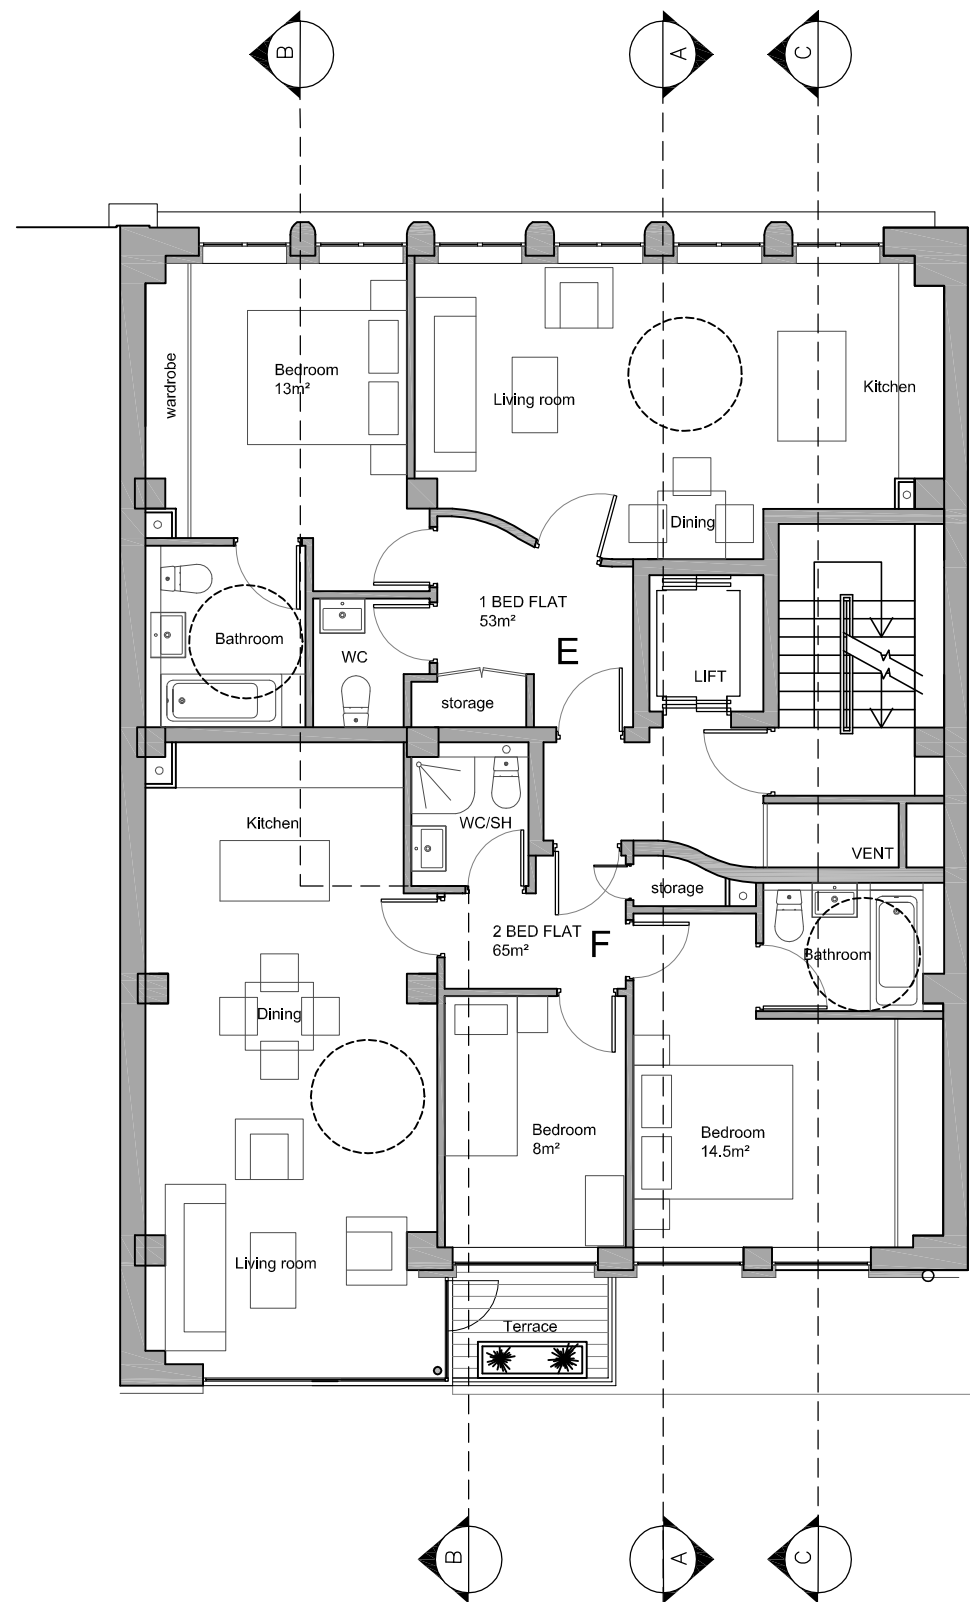 B
A
C
Bedroom
13m²
wardrobe
Living room
Kitchen
Dining
1 BED FLAT
53m²
E
Bathroom
WC
LIFT
storage
Kitchen
WC/SH
VENT
storage
2 BED FLAT
65m²
F
Bathroom
Dining
Bedroom
8m²
Bedroom
14.5m²
Living room
Terrace
B
A
C